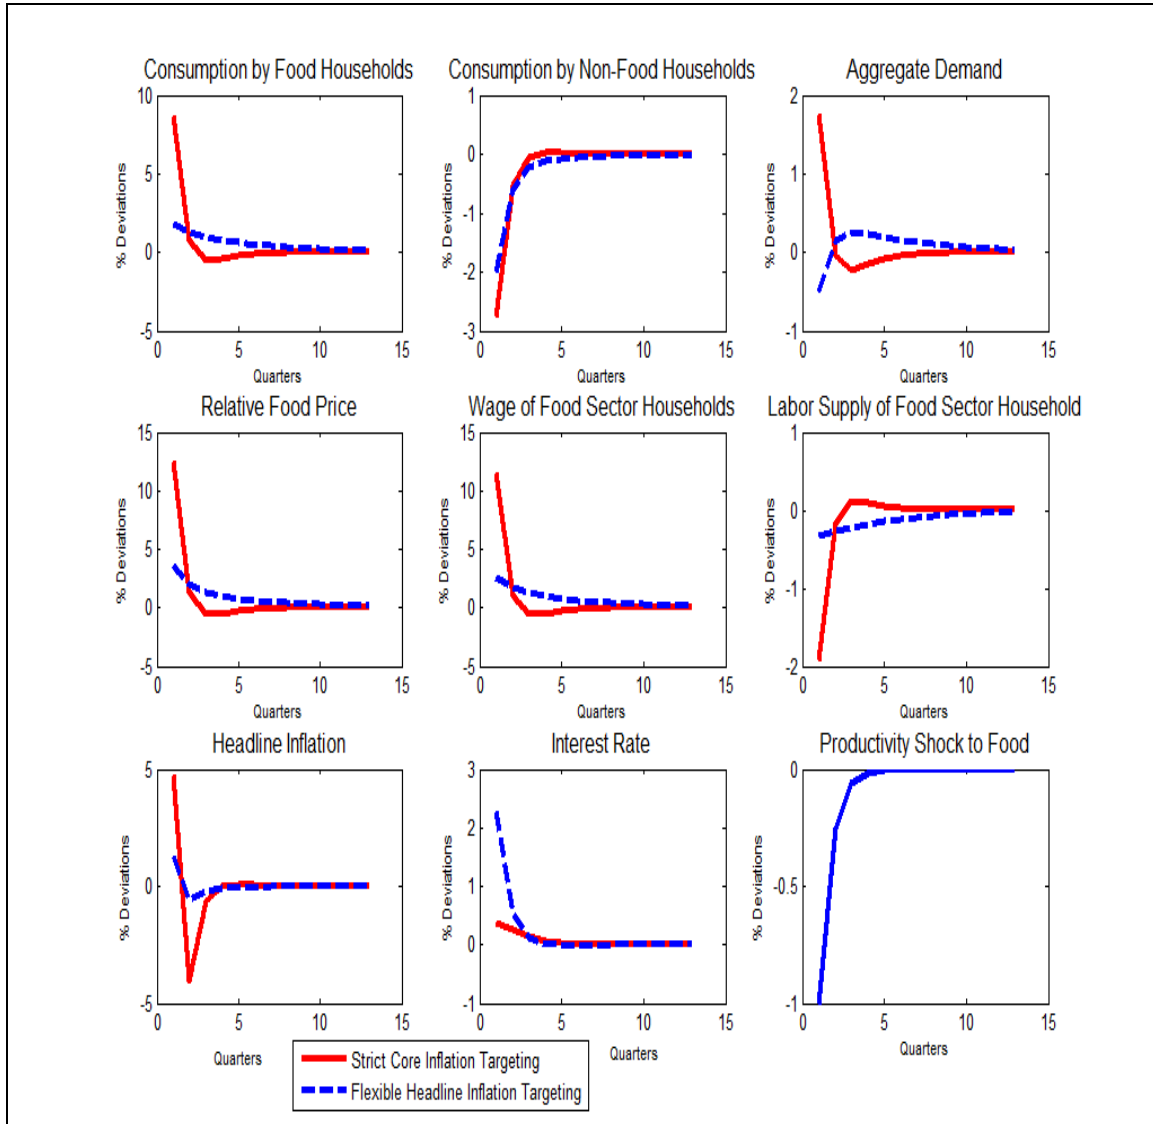 Consumption by Food Households
Consumption by Non-Food Households
Aggregate Demand
10
5
0
-5
% Deviations
0
5
10
15
Quarters
1
0
-1
-2
-3
% Deviations
0
5
10
15
Quarters
2
1
0
-1
% Deviations
0
5
10
15
Quarters
Relative Food Price
Wage of Food Sector Households
Labor Supply of Food Sector Household
15
10
5
0
-5
% Deviations
0
5
10
15
Quarters
15
10
5
0
-5
% Deviations
0
5
10
15
Quarters
1
0
-1
-2
% Deviations
0
5
10
15
Quarters
Headline Inflation
Interest Rate
Productivity Shock to Food
5
0
-5
% Deviations
0
5
10
15
Quarters
3
2
1
0
-1
% Deviations
0
5
10
15
Quarters
0
-0.5
-1
% Deviations
0
5
10
15
Quarters
Strict Core Inflation Targeting
Flexible Headline Inflation Targeting